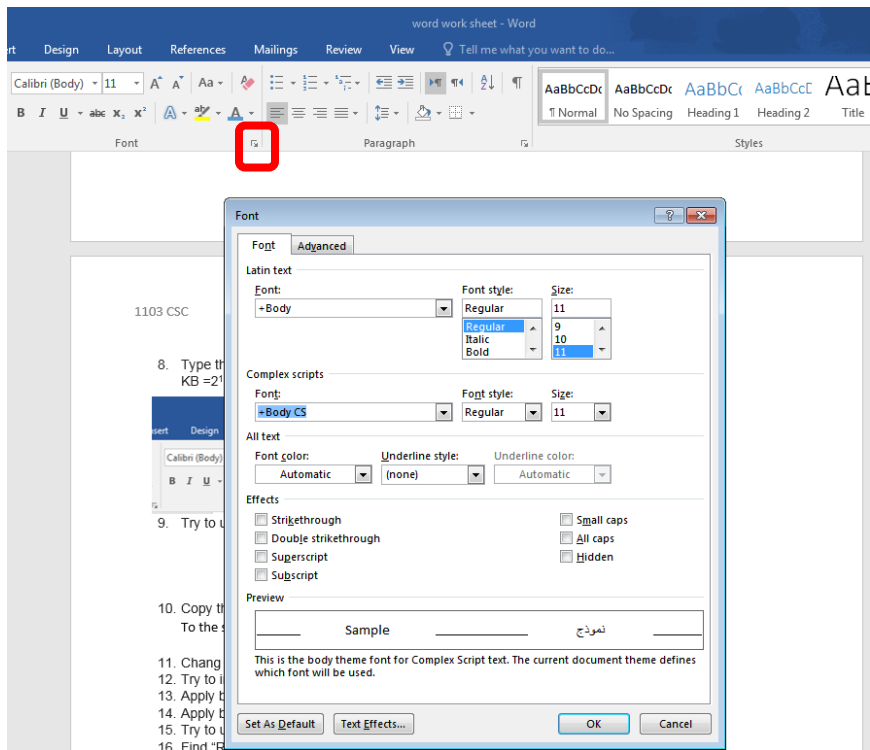 word work sheet - Word
ert Design Layout References Mailings Review View Tell me what you want to do...
Calibri (Body) 11 A A Aa
AaBbCcDc AaBbCcDc AaBbCc AaBbCcC Aab
B I U abc X₂ X² A aby A
¶ Normal No Spacing Heading 1 Heading 2 Title
Font Paragraph Styles
Font
Font Advanced
Latin text
Font: Font style: Size:
+Body Regular 11
Regular 9
Italic 10
Bold 11
Complex scripts
Font: Font style: Size:
+Body CS Regular 11
All text
Font color: Underline style: Underline color:
Automatic (none) Automatic
Effects
Strikethrough Small caps
Double strikethrough All caps
Superscript Hidden
Subscript
Preview
Sample نموذج
This is the body theme font for Complex Script text. The current document theme defines
which font will be used.
Set As Default Text Effects... OK Cancel
1103 CSC
8. Type th
KB =2¹
sert Design
Calibri (Body)
B I U
9. Try to u
10. Copy th
To the s
11. Chang
12. Try to i
13. Apply b
14. Apply b
15. Try to u
16. Find "R